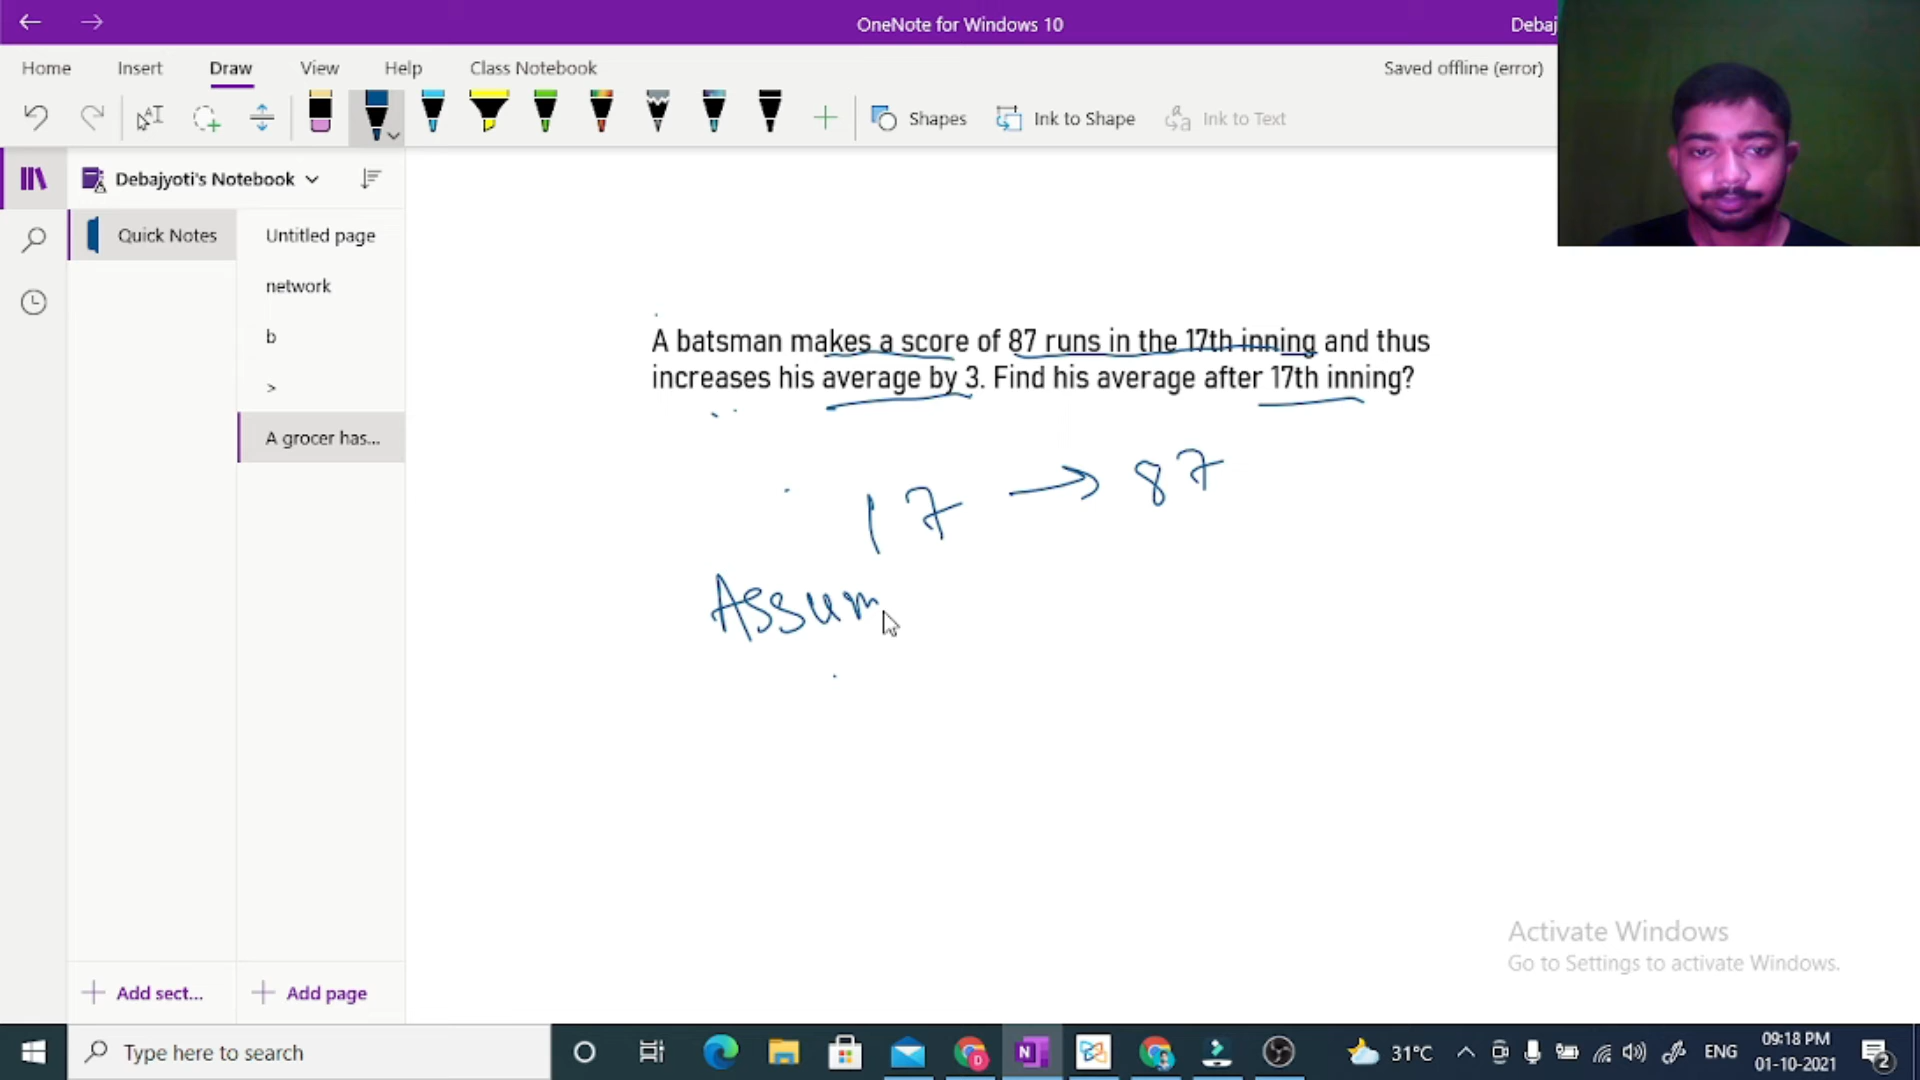 OneNote for Windows 10
Debaj
Home Insert Draw View Help Class Notebook
Saved offline (error)
Shapes Ink to Shape Ink to Text
Debajyoti's Notebook
Quick Notes
Untitled page
network
b
>
A grocer has...
A batsman makes a score of 87 runs in the 17th inning and thus
increases his average by 3. Find his average after 17th inning?
17 → 87
Assum
Activate Windows
Go to Settings to activate Windows.
+ Add sect...
+ Add page
Type here to search
31°C
ENG
09:18 PM
01-10-2021
2